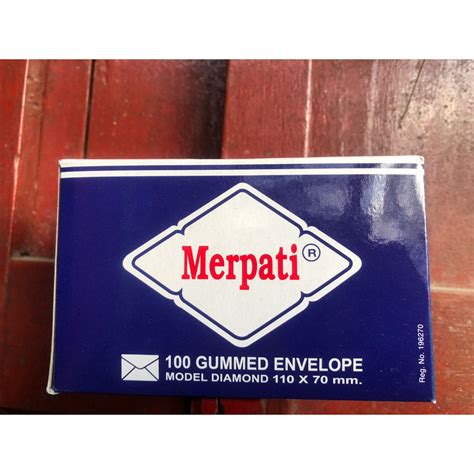 Merpati ®
100 GUMMED ENVELOPE
MODEL DIAMOND 110 X 70 mm.
Reg. No. 196270